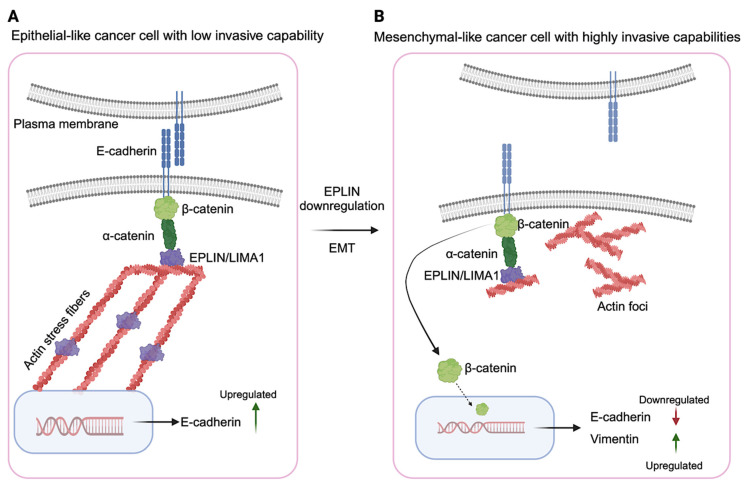 A
Epithelial-like cancer cell with low invasive capability
Plasma membrane
E-cadherin
β-catenin
α-catenin
EPLIN/LIMA1
Actin stress fibers
Upregulated
E-cadherin
EPLIN
downregulation
EMT
B
Mesenchymal-like cancer cell with highly invasive capabilities
β-catenin
α-catenin
EPLIN/LIMA1
Actin foci
β-catenin
Downregulated
E-cadherin
Vimentin
Upregulated